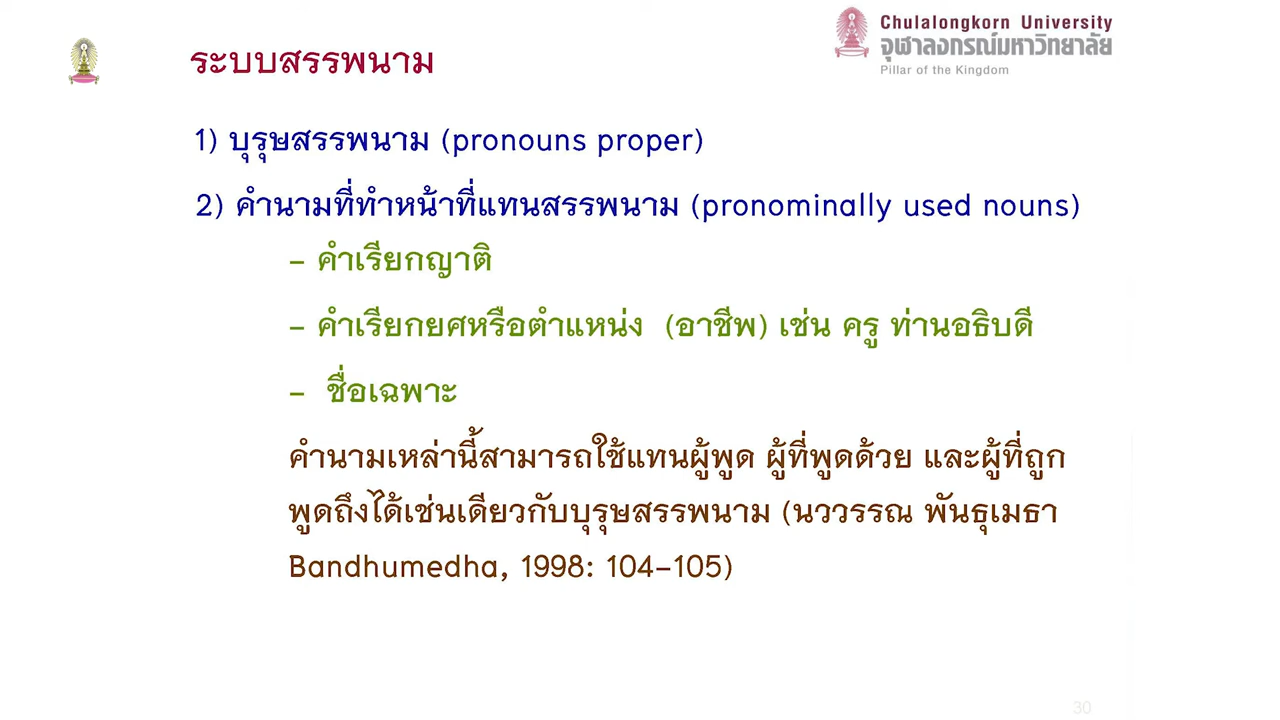 Chulalongkorn University
จุฬาลงกรณ์มหาวิทยาลัย
Pillar of the Kingdom
ระบบสรรพนาม
1) บุรุษสรรพนาม (pronouns proper)
2) คำนามที่ทำหน้าที่แทนสรรพนาม (pronominally used nouns)
- คำเรียกญาติ
- คำเรียกยศหรือตำแหน่ง (อาชีพ) เช่น ครู ท่านอธิบดี
- ชื่อเฉพาะ
คำนามเหล่านี้สามารถใช้แทนผู้พูด ผู้ที่พูดด้วย และผู้ที่ถูก
พูดถึงได้เช่นเดียวกับบุรุษสรรพนาม (นววรรณ พันธุเมธา
Bandhumedha, 1998: 104-105)
30